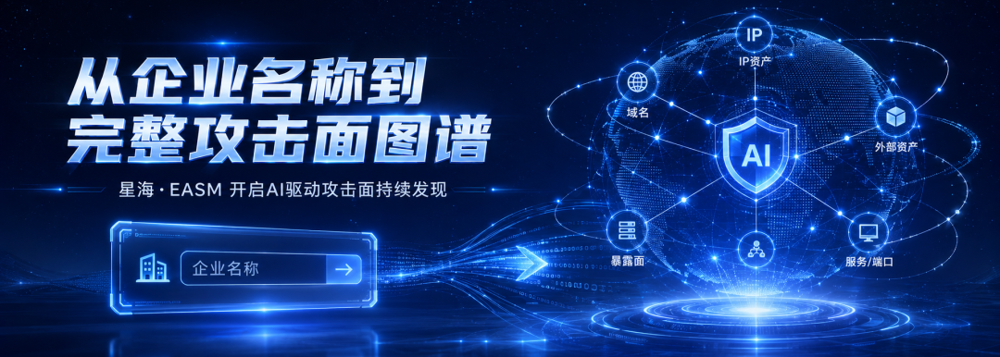 从企业名称到
完整攻击面图谱
星海·EASM 开启AI驱动攻击面持续发现
企业名称
IP
IP资产
域名
外部资产
AI
暴露面
服务/端口